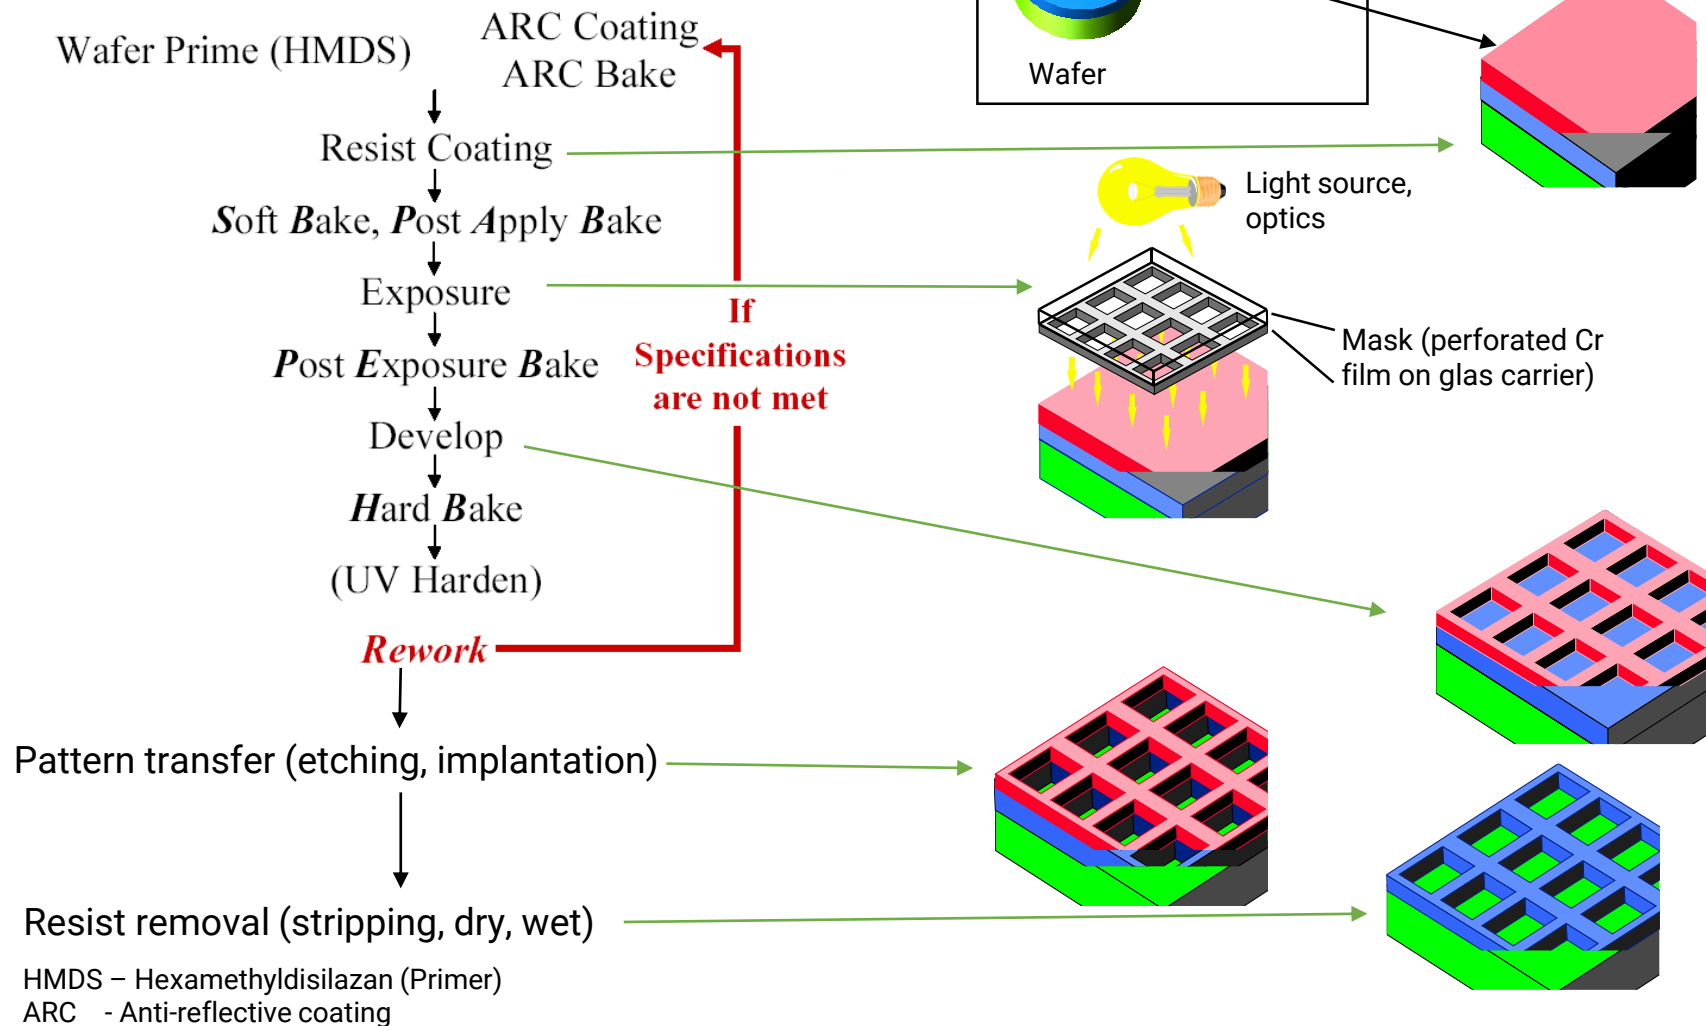 Wafer Prime (HMDS)
ARC Coating
ARC Bake
Wafer
Resist Coating
Soft Bake, Post Apply Bake
Light source,
optics
Exposure
If
Specifications
are not met
Mask (perforated Cr
film on glas carrier)
Post Exposure Bake
Develop
Hard Bake
(UV Harden)
Rework
Pattern transfer (etching, implantation)
Resist removal (stripping, dry, wet)
HMDS – Hexamethyldisilazan (Primer)
ARC - Anti-reflective coating